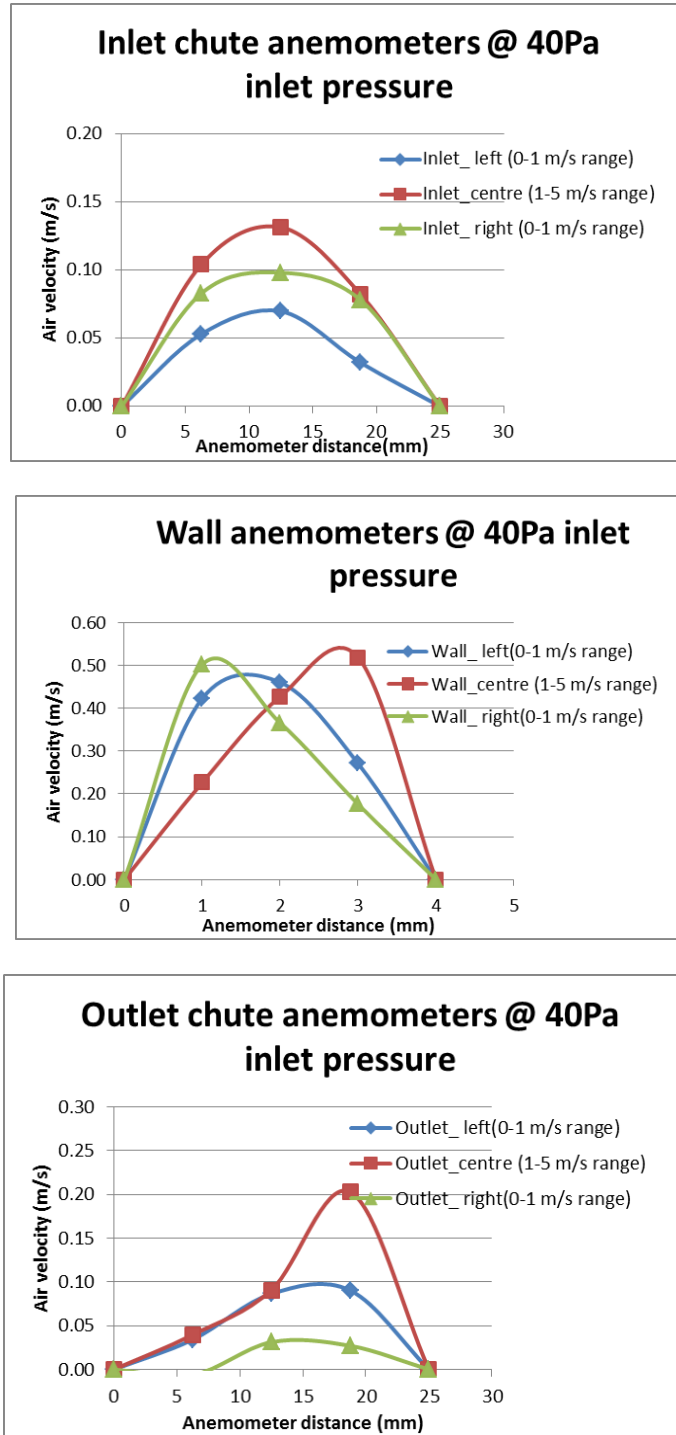 Inlet chute anemometers @ 40Pa
inlet pressure
0.20
0.15
0.10
0.05
0.00
Air velocity (m/s)
Inlet_ left (0-1 m/s range)
Inlet_centre (1-5 m/s range)
Inlet_ right (0-1 m/s range)
0 5 10 15 20 25 30
Anemometer distance(mm)
Wall anemometers @ 40Pa inlet
pressure
0.60
0.50
0.40
0.30
0.20
0.10
0.00
Air velocity (m/s)
Wall_ left(0-1 m/s range)
Wall_centre (1-5 m/s range)
Wall_ right(0-1 m/s range)
0 1 2 3 4 5
Anemometer distance (mm)
Outlet chute anemometers @ 40Pa
inlet pressure
0.30
0.25
0.20
0.15
0.10
0.05
0.00
Air velocity (m/s)
Outlet_ left(0-1 m/s range)
Outlet_centre (1-5 m/s range)
Outlet_ right(0-1 m/s range)
0 5 10 15 20 25 30
Anemometer distance (mm)